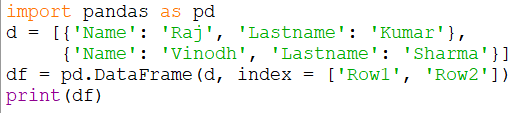 import pandas as pd
d = [{'Name': 'Raj', 'Lastname': 'Kumar'},
     {'Name': 'Vinodh', 'Lastname': 'Sharma'}]
df = pd.DataFrame(d, index = ['Row1', 'Row2'])
print(df)